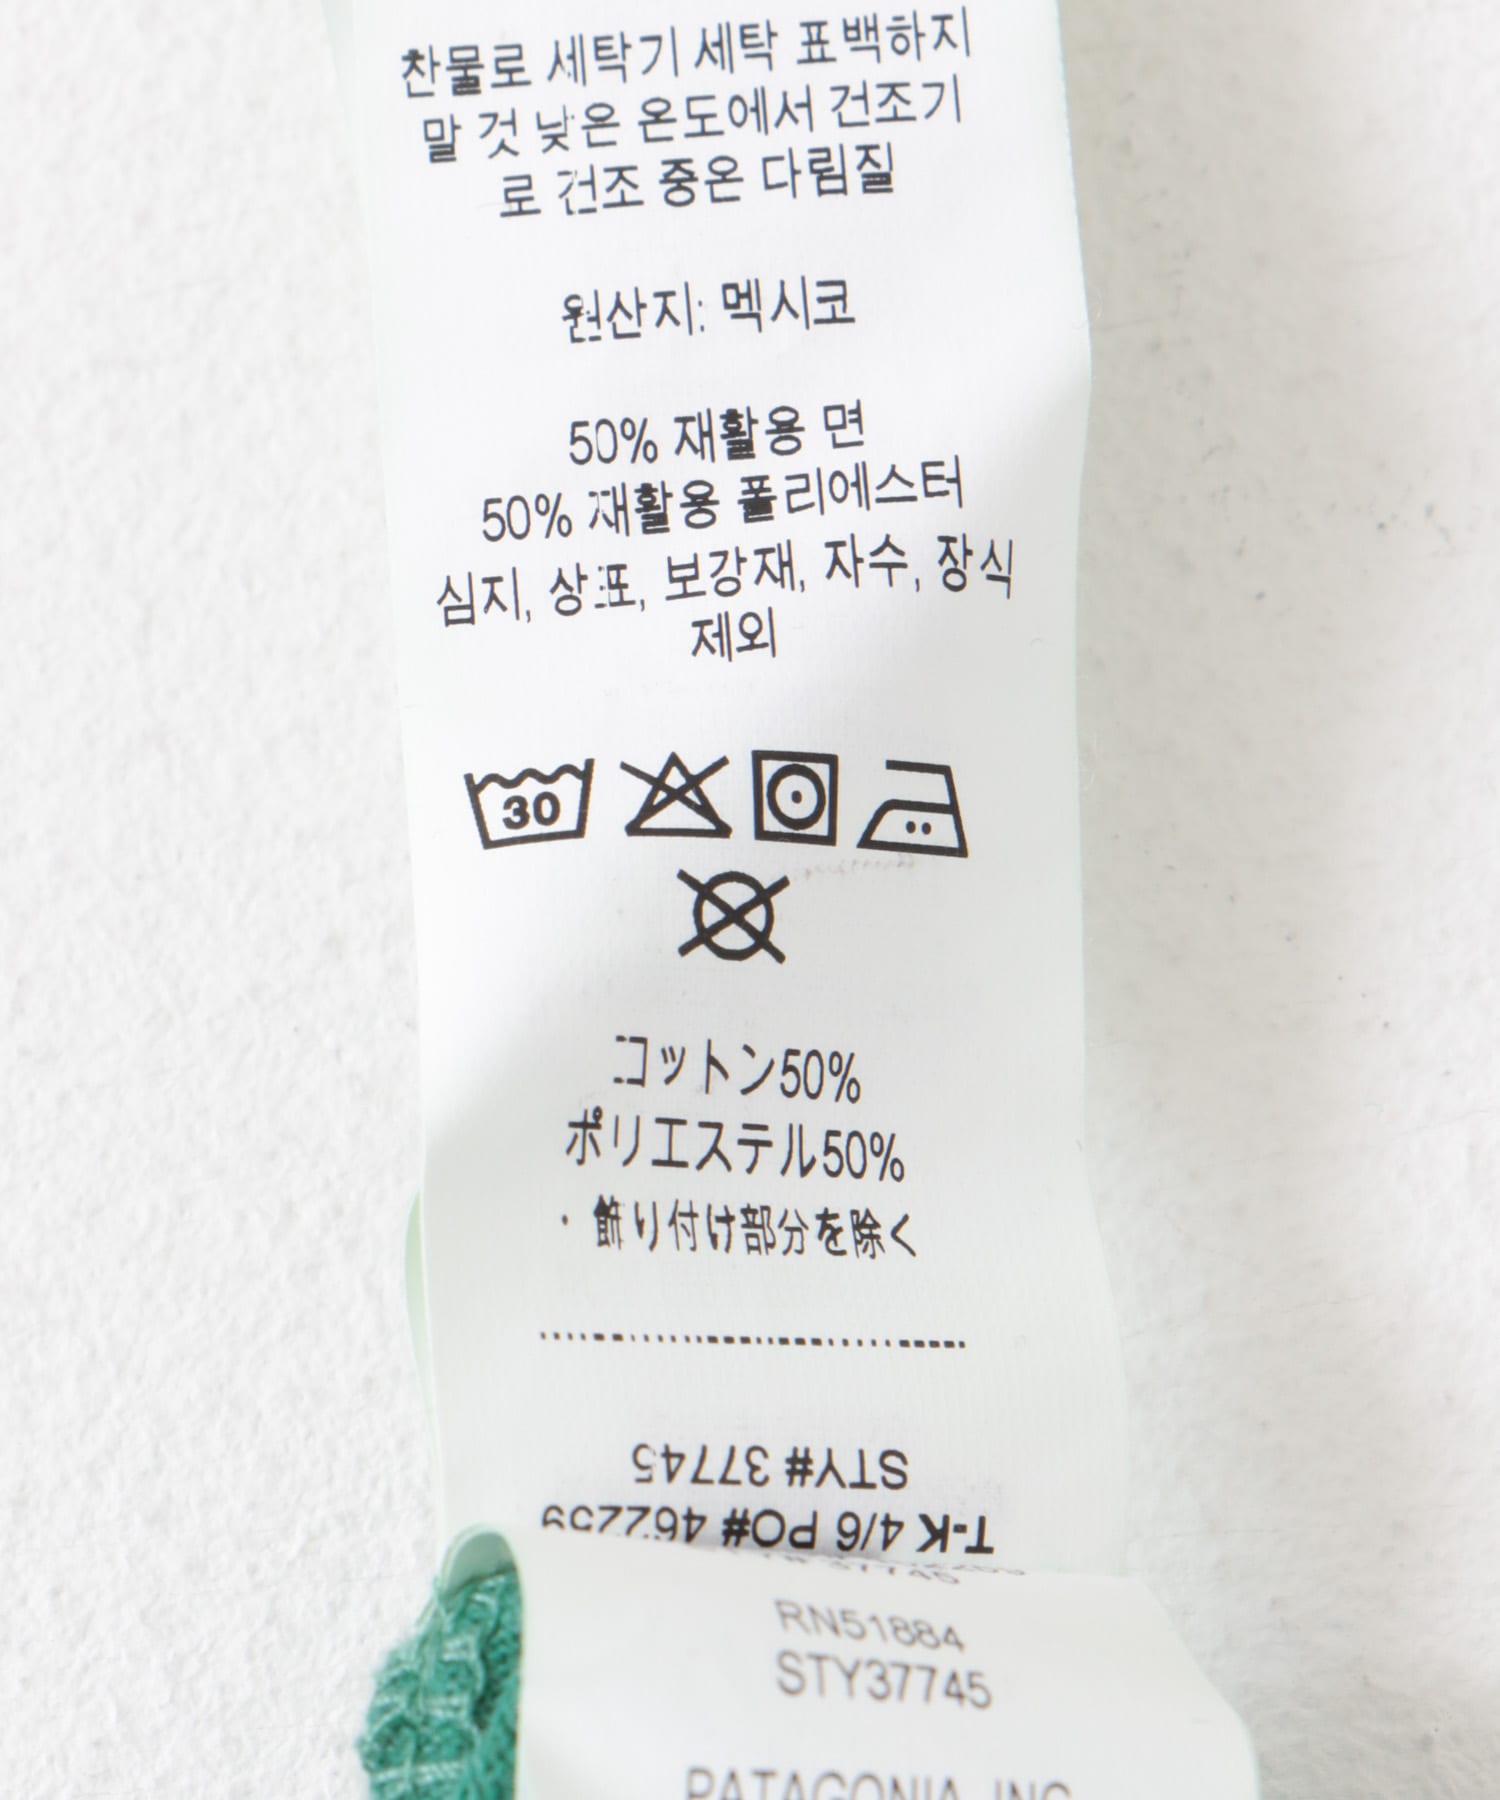 찬물로 세탁기 세탁 표백하지
말 것 낮은 온도에서 건조기
로 건조 중온 다림질
원산지: 멕시코
50% 재활용 면
50% 재활용 폴리에스터
심지, 상표, 보강재, 자수, 장식
제외
30
コットン50%
ポリエステル50%
・飾り付け部分を除く
STY# 37745
T-K 4/6 PO# 462259
RN51884
STY37745
PATAGONIA, INC